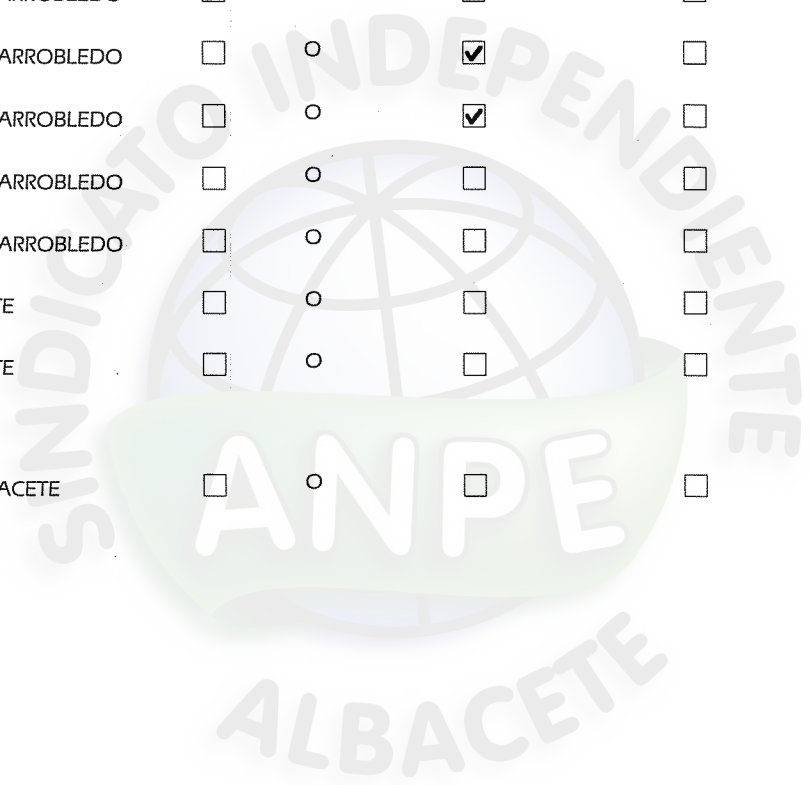 ARROBLEDO O ✔
ARROBLEDO O ✔
ARROBLEDO O
ARROBLEDO O
TE O
TE O
ACETE O
SINDICATO INDEPENDIENTE
ANPE
ALBACETE